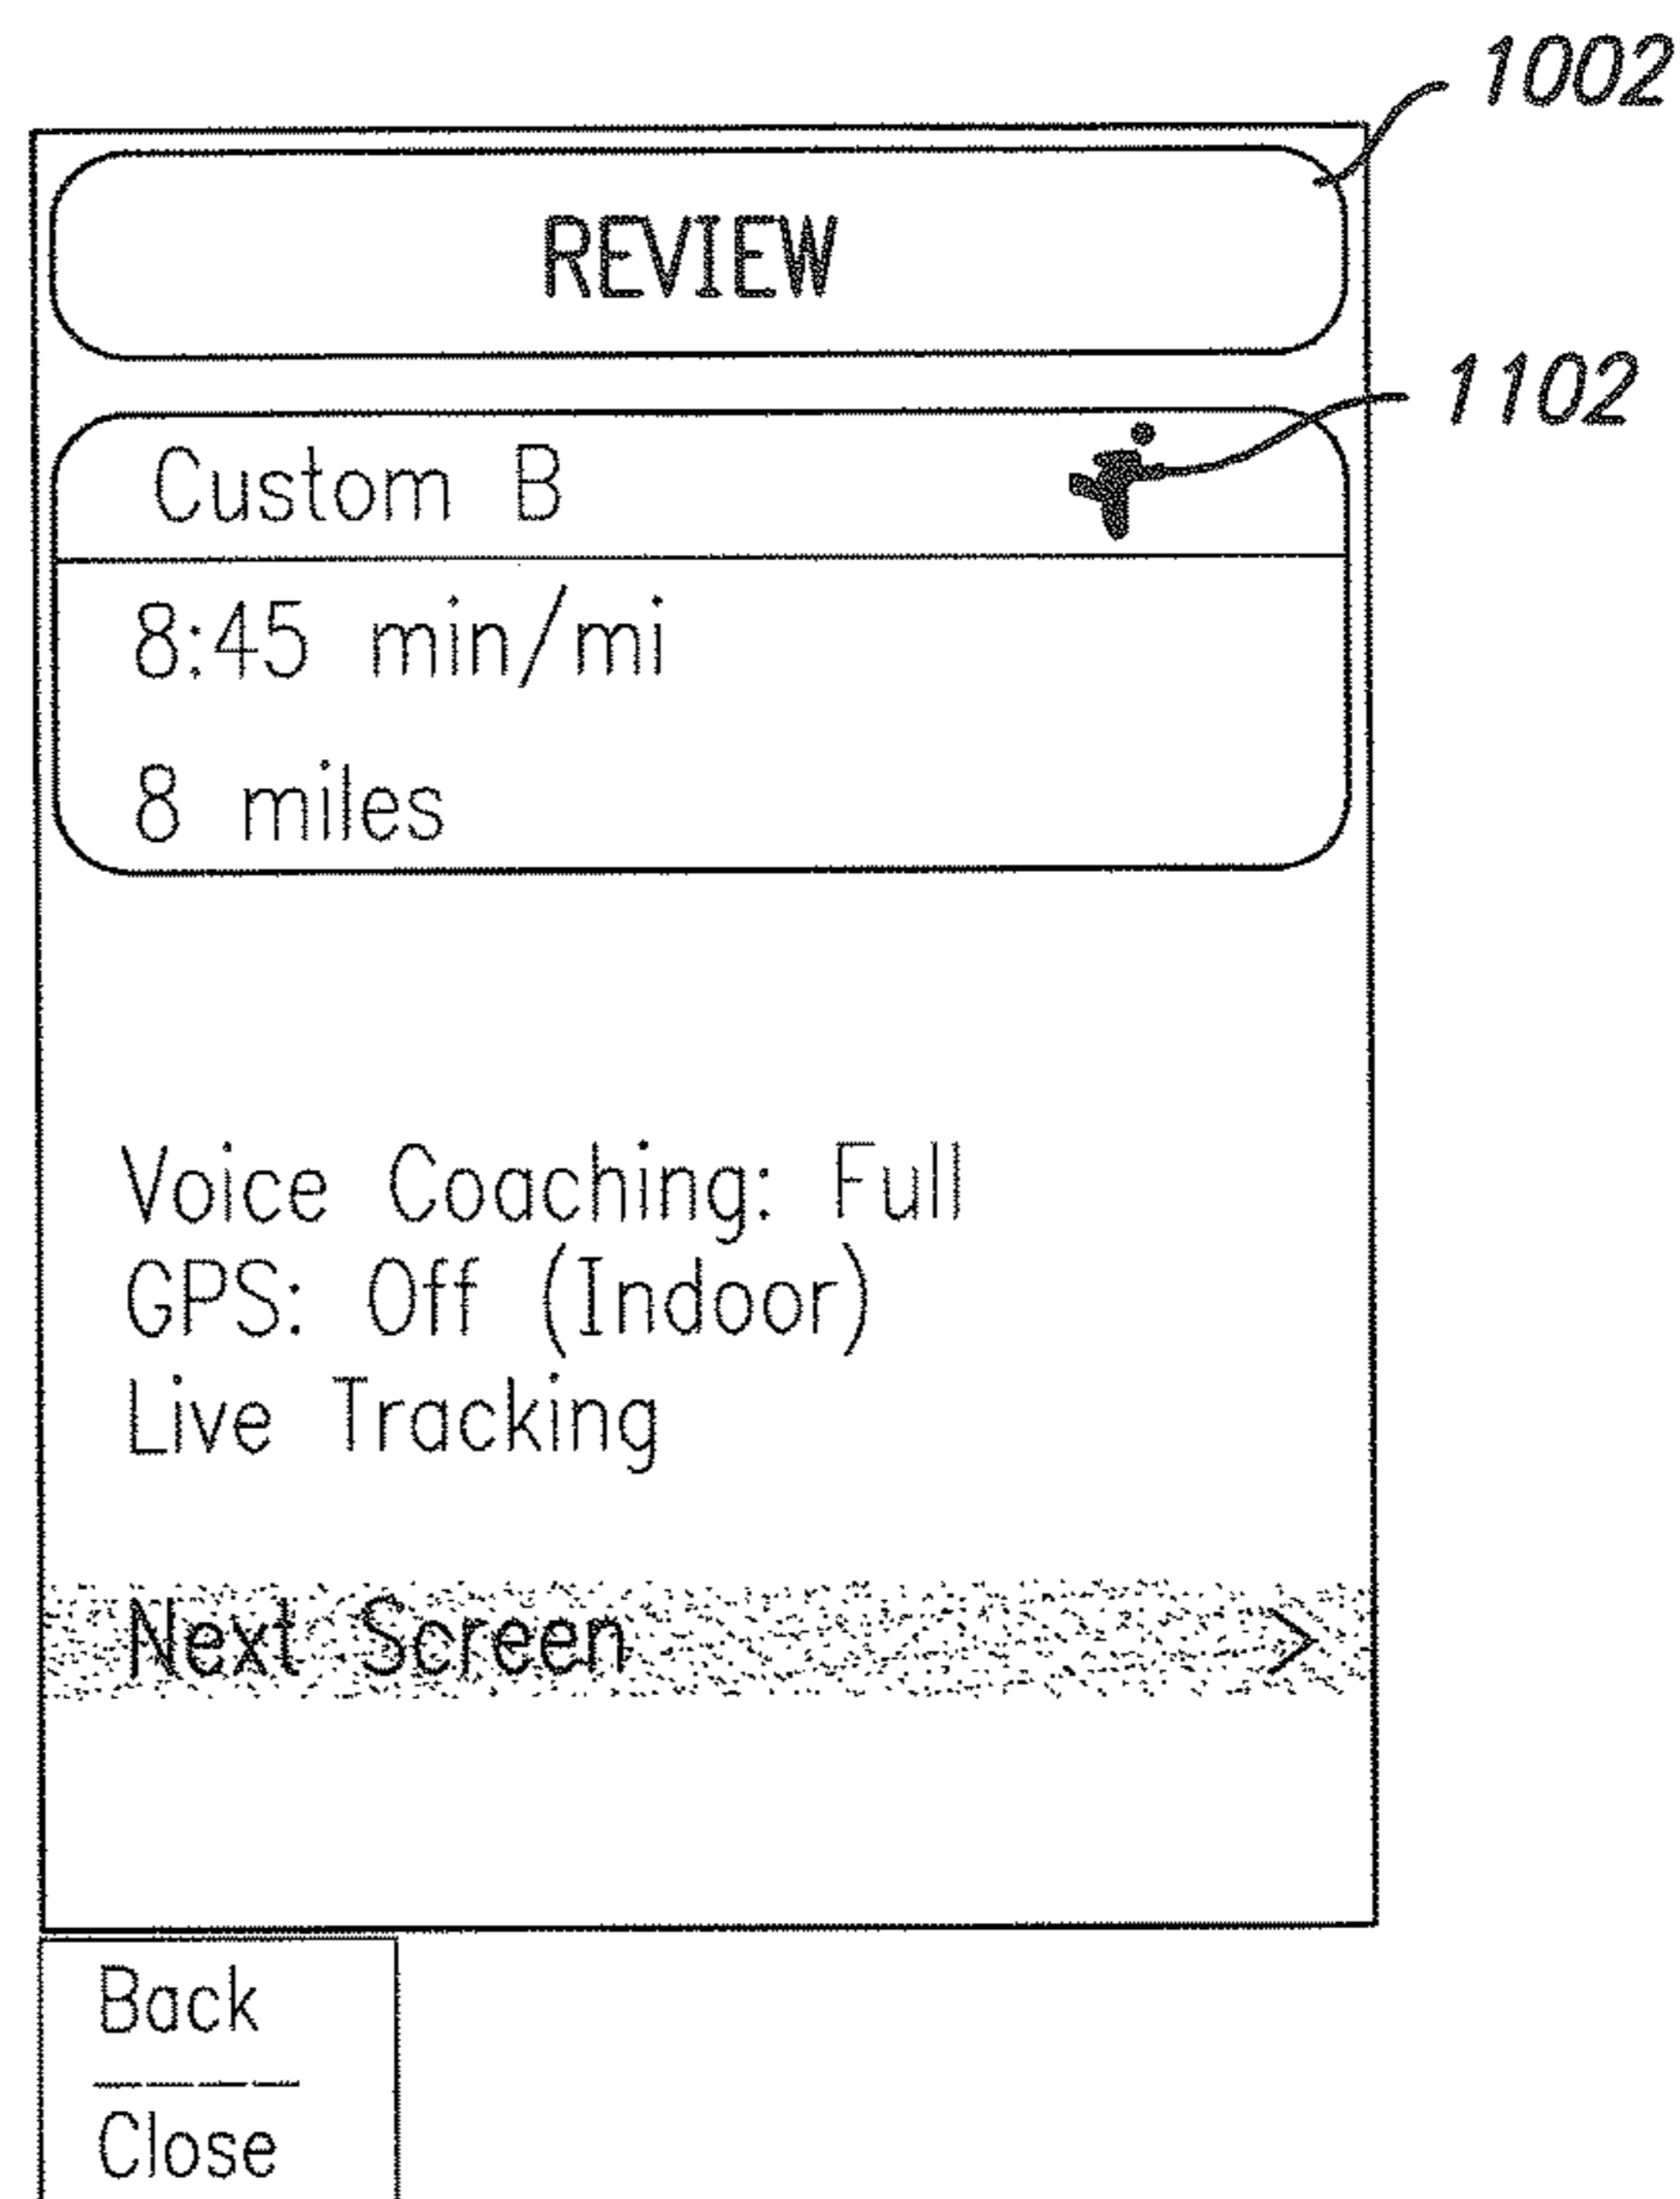 1002
REVIEW
1102
Custom B
8:45 min/mi
8 miles
Voice Coaching: Full
GPS: Off (Indoor)
Live Tracking
Next Screen >
Back
Close